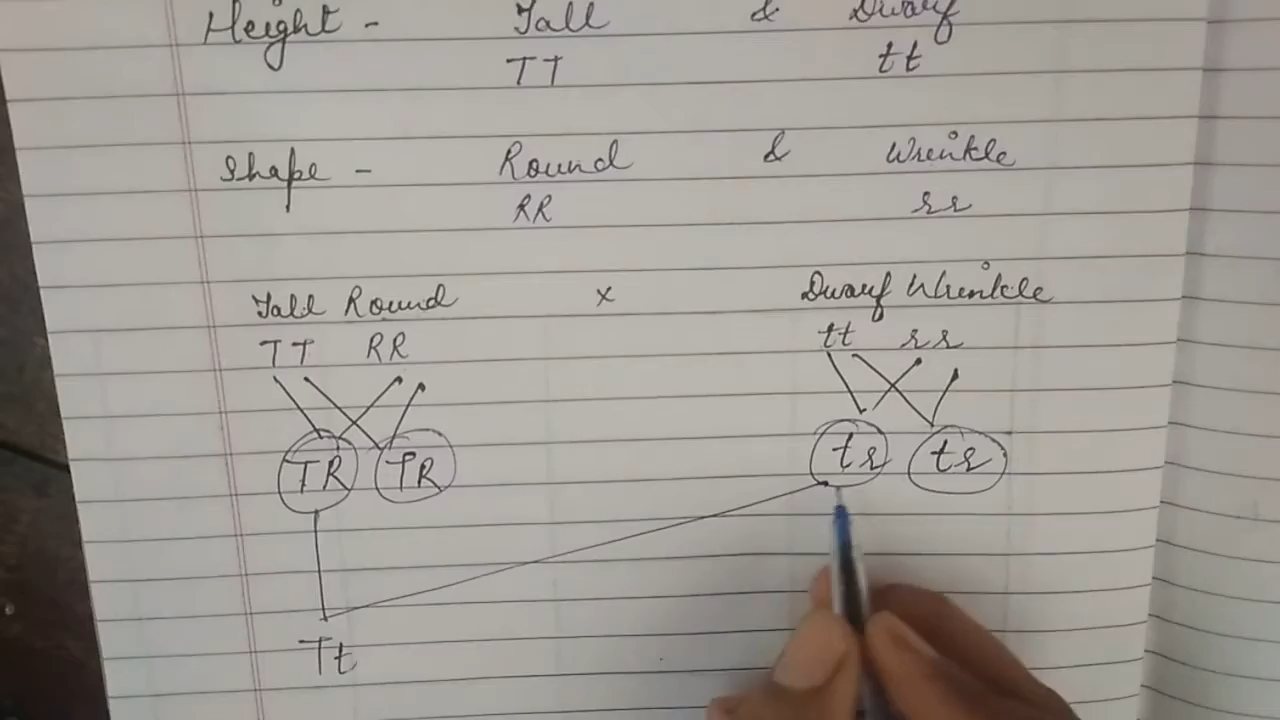 Height - Tall & Dwarf
TT tt
Shape - Round & Wrinkle
RR rr
Tall Round x Dwarf Wrinkle
TT RR tt rr
TR TR tr tr
Tt